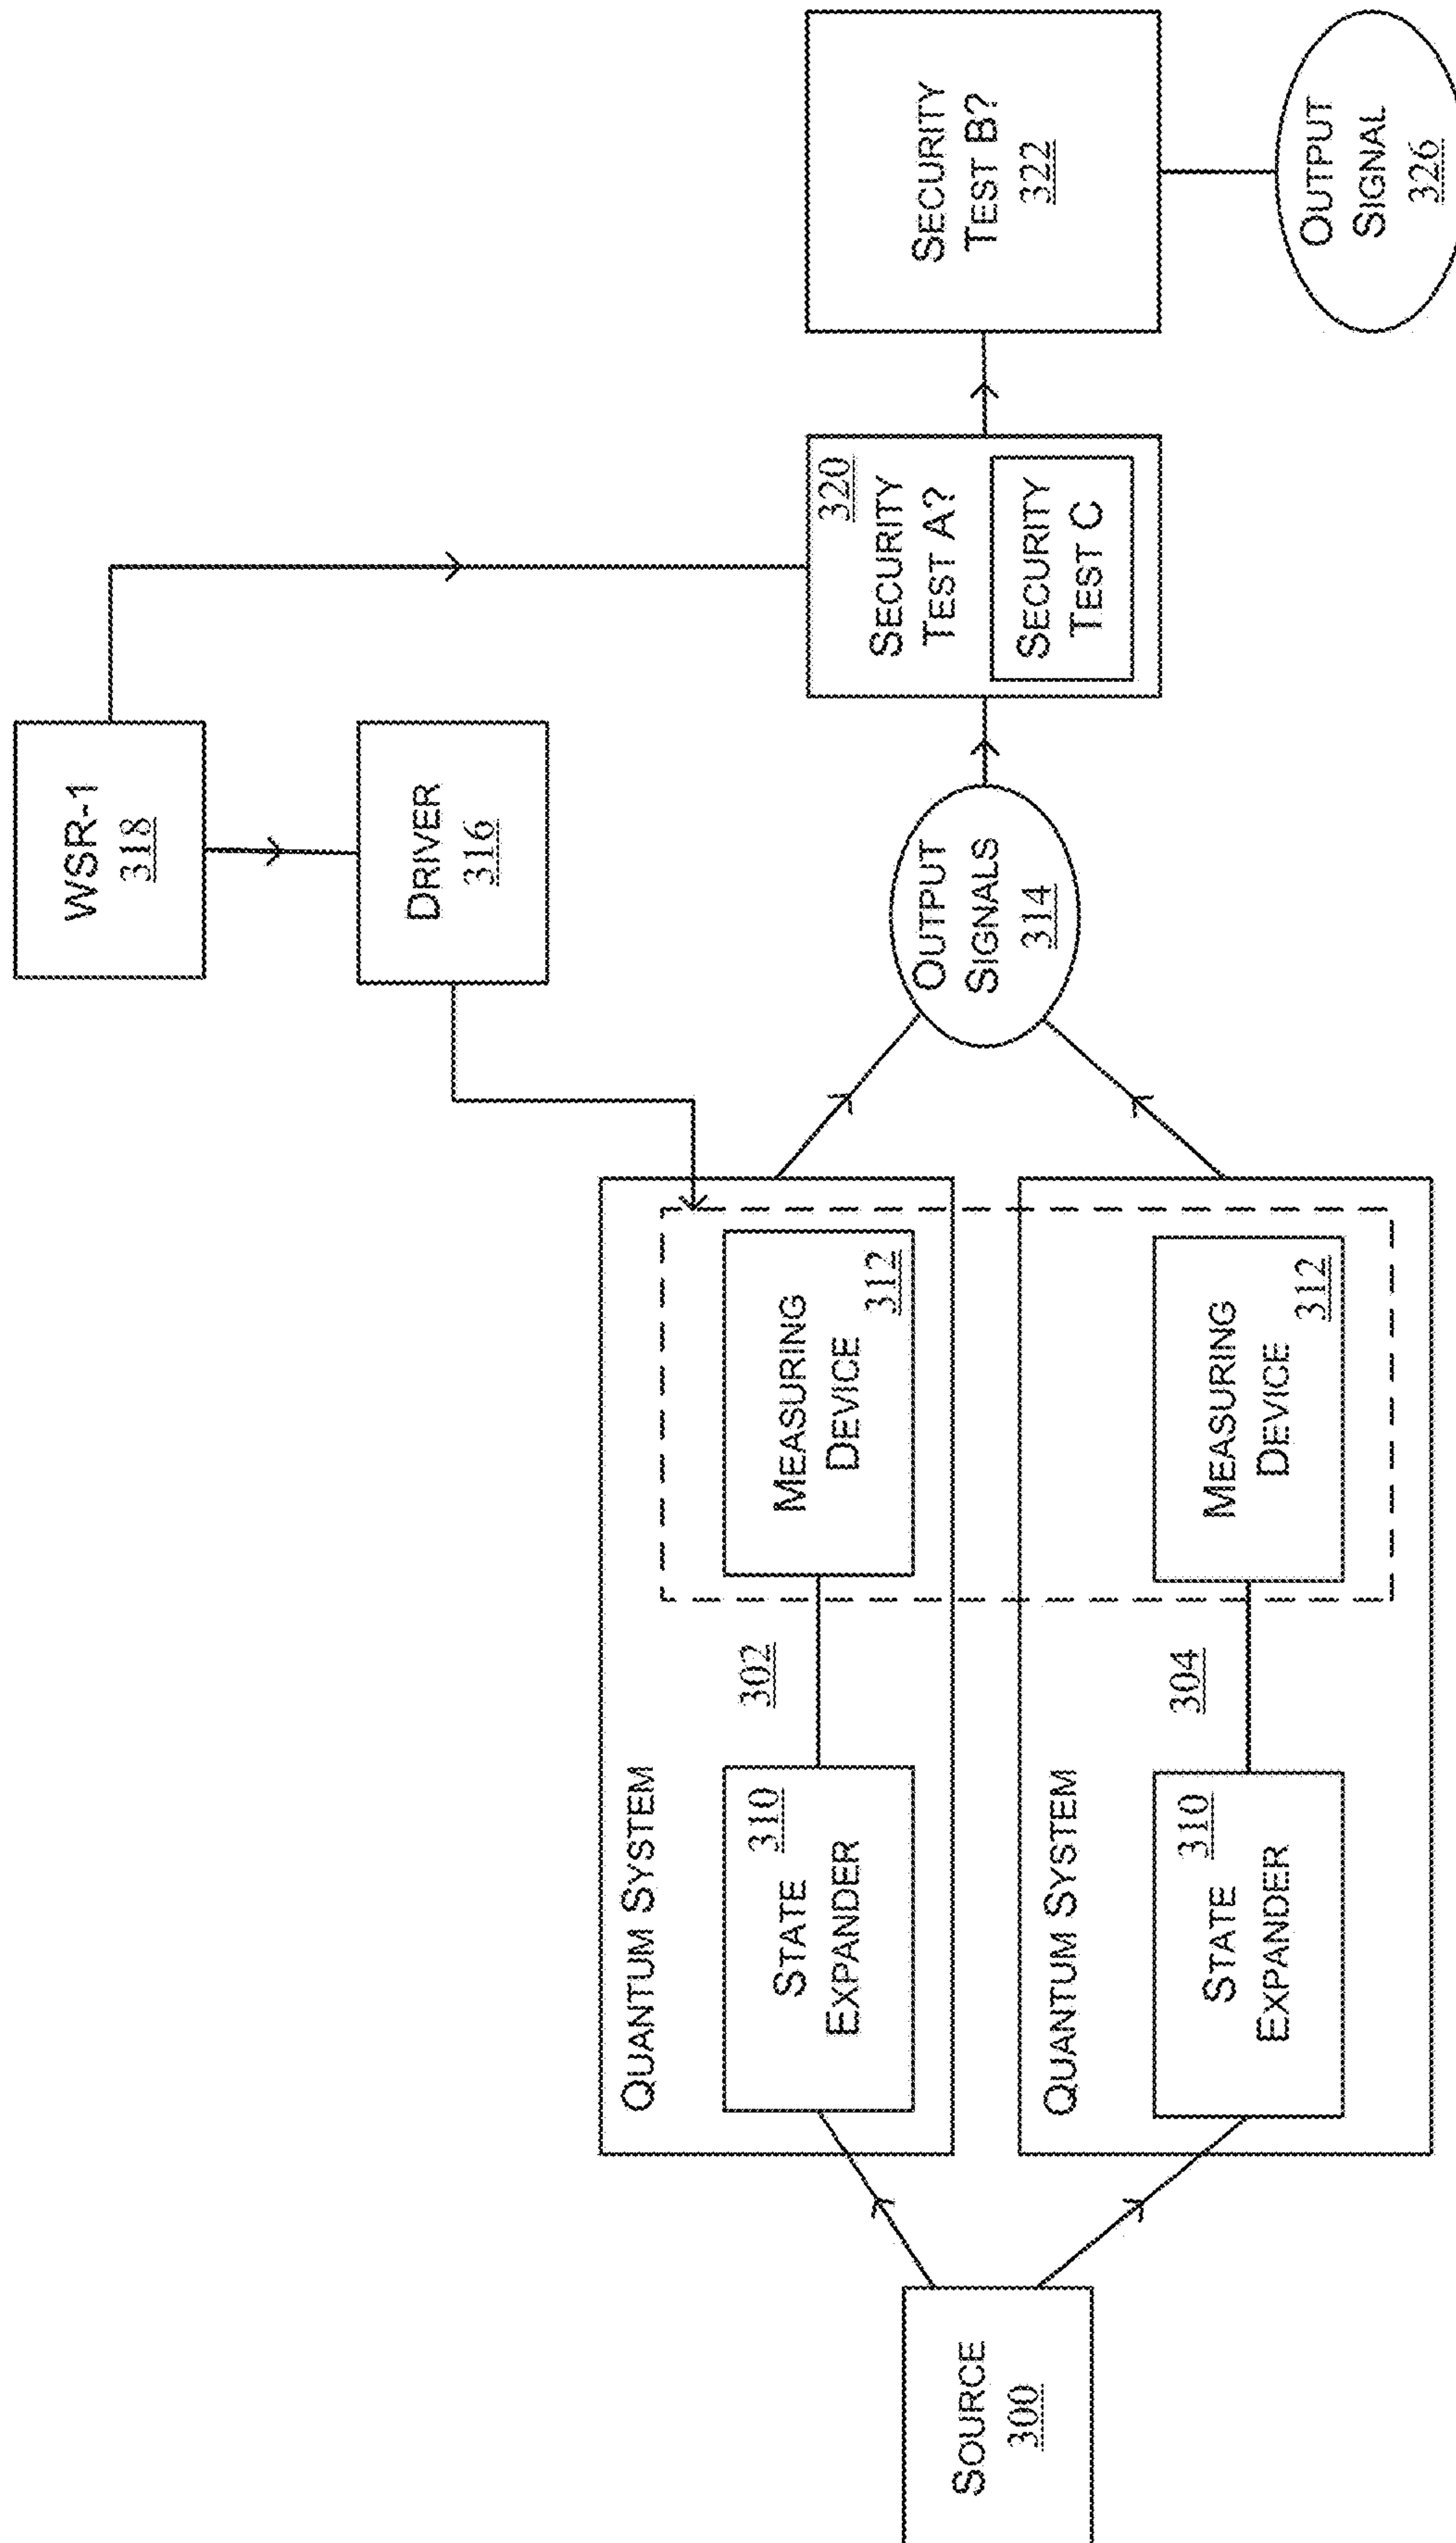 WSR-1
318
DRIVER
316
SOURCE
300
QUANTUM SYSTEM
302
STATE
EXPANDER
310
MEASURING
DEVICE
312
QUANTUM SYSTEM
304
STATE
EXPANDER
310
MEASURING
DEVICE
312
OUTPUT
SIGNALS
314
320
SECURITY
TEST A?
SECURITY
TEST C
SECURITY
TEST B?
322
OUTPUT
SIGNAL
326